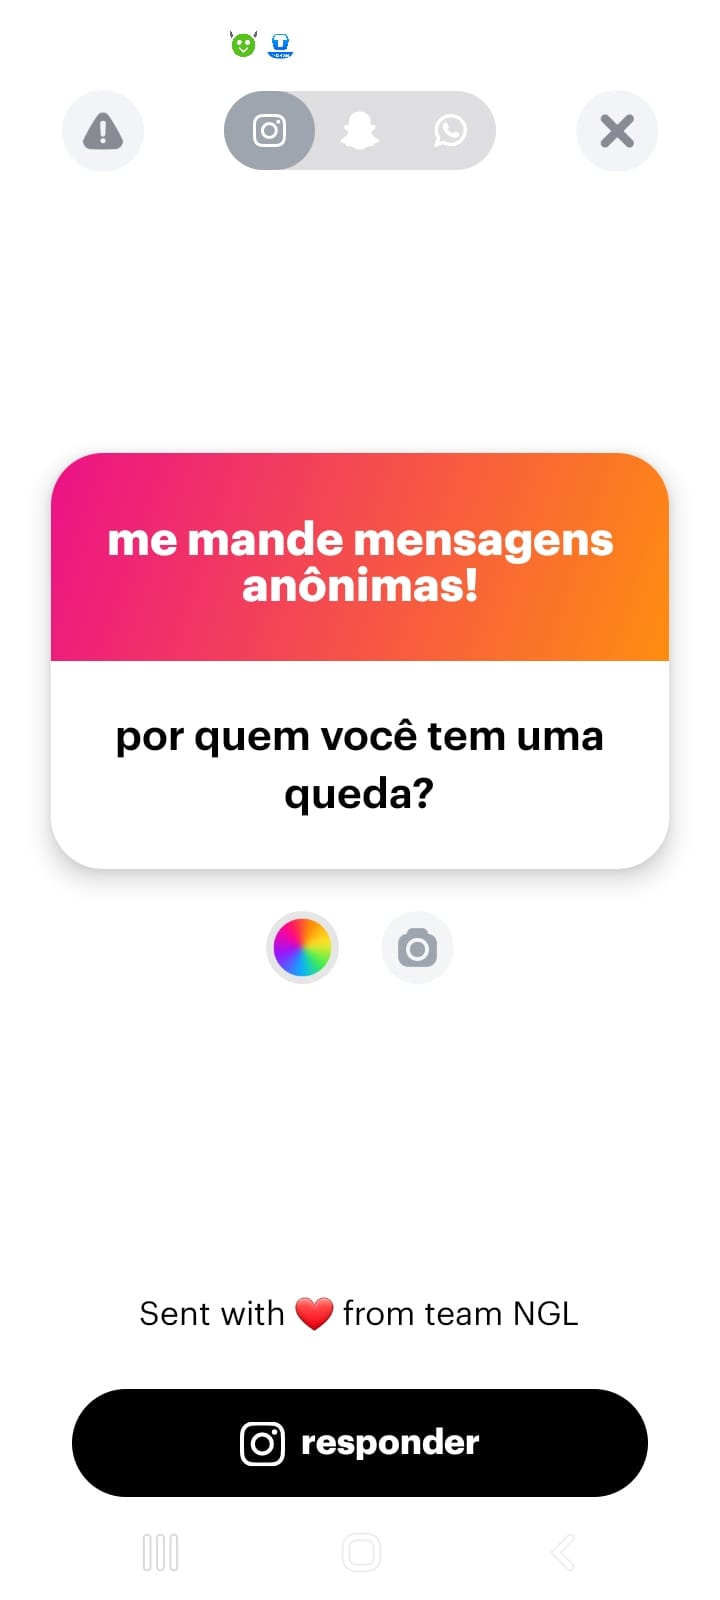 me mande mensagens
anônimas!
por quem você tem uma
queda?
Sent with ❤️ from team NGL
responder